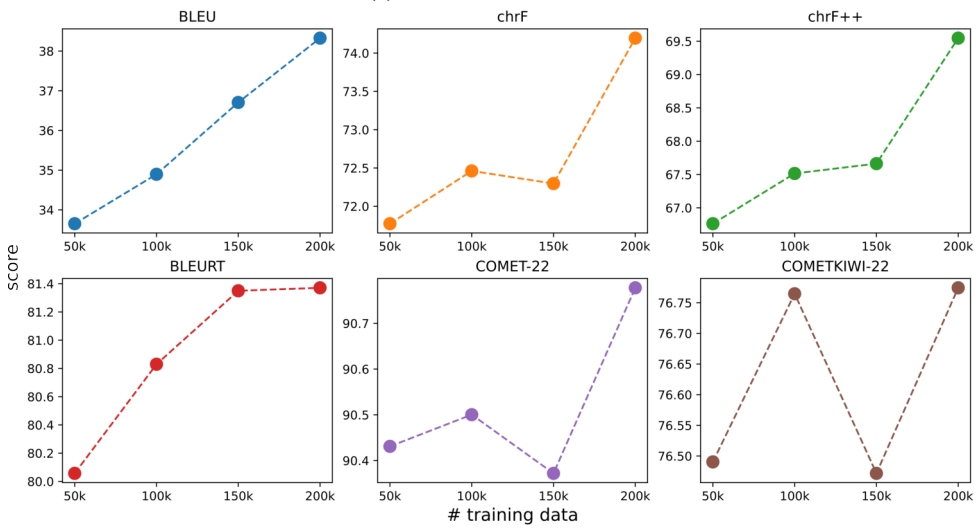 BLEU
38
37
36
35
34
50k 100k 150k 200k
chrF
74.0
73.5
73.0
72.5
72.0
50k 100k 150k 200k
chrF++
69.5
69.0
68.5
68.0
67.5
67.0
50k 100k 150k 200k
score
BLEURT
81.4
81.2
81.0
80.8
80.6
80.4
80.2
80.0
50k 100k 150k 200k
COMET-22
90.7
90.6
90.5
90.4
50k 100k 150k 200k
COMETKIWI-22
76.75
76.70
76.65
76.60
76.55
76.50
50k 100k 150k 200k
# training data